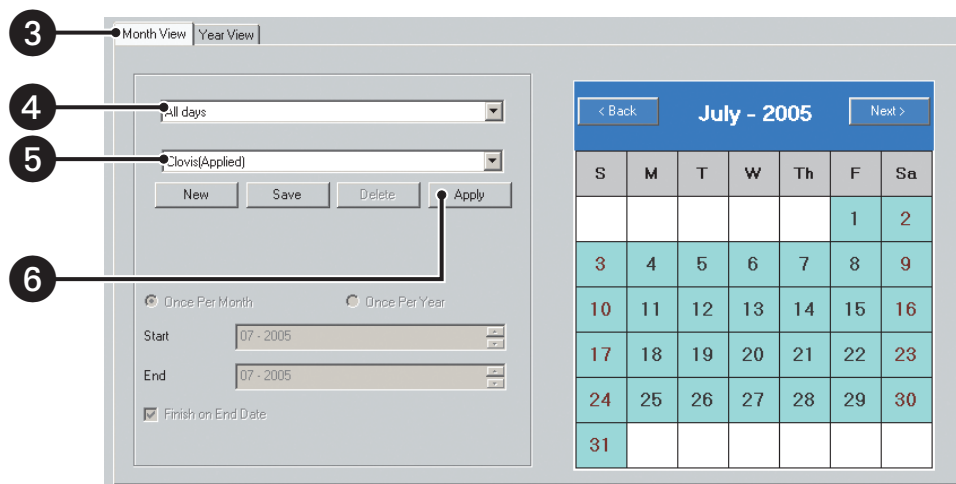 3
Month View Year View
4
All days
5
Clovis(Applied)
New Save Delete Apply
6
Once Per Month Once Per Year
Start 07 - 2005
End 07 - 2005
Finish on End Date
< Back July - 2005 Next >
S M T W Th F Sa
1 2
3 4 5 6 7 8 9
10 11 12 13 14 15 16
17 18 19 20 21 22 23
24 25 26 27 28 29 30
31